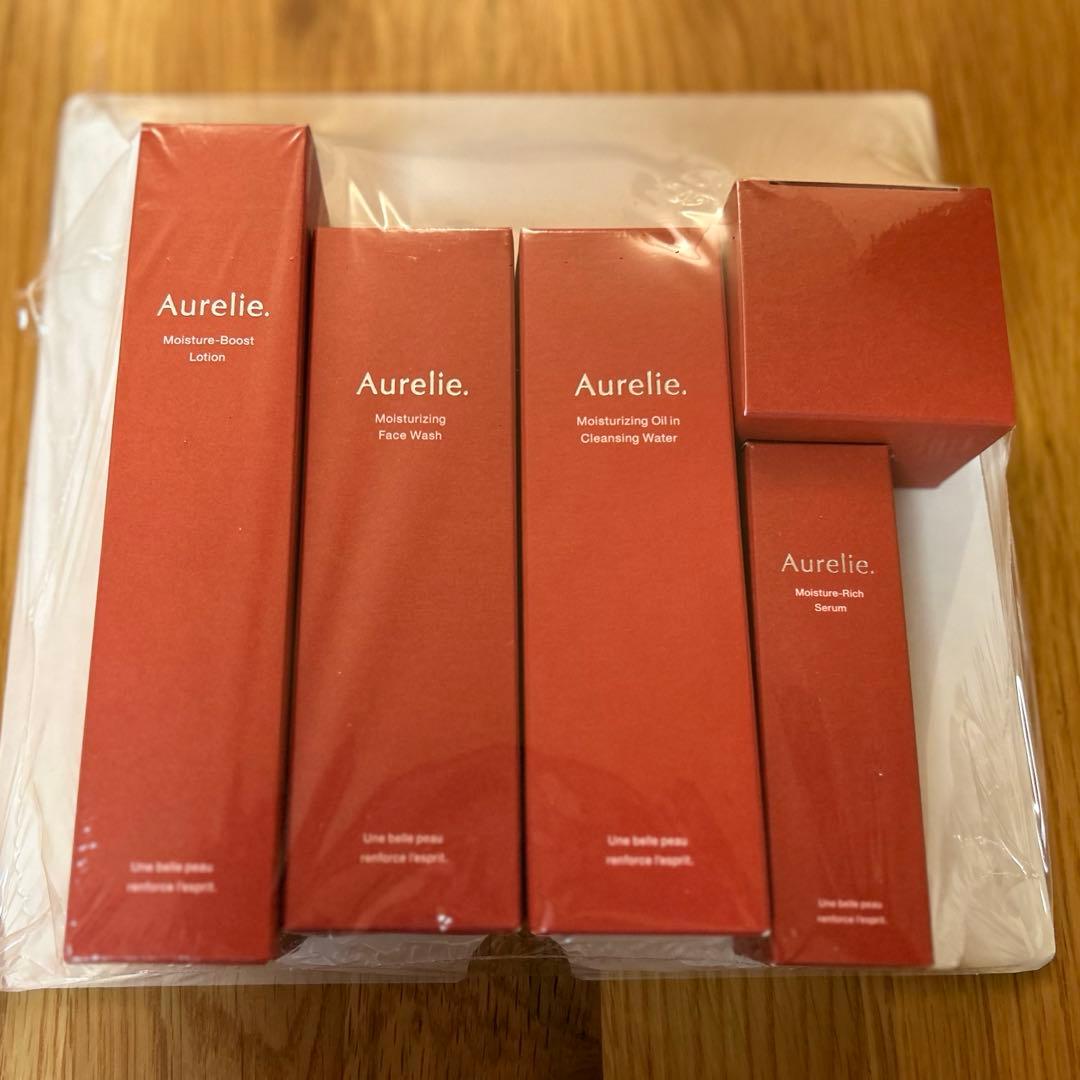 Aurelie.
Moisture-Boost
Lotion
Une belle peau
renforce l'esprit.
Aurelie.
Moisturizing
Face Wash
Une belle peau
renforce l'esprit.
Aurelie.
Moisturizing Oil in
Cleansing Water
Une belle peau
renforce l'esprit.
Aurelie.
Moisture-Rich
Serum
Une belle peau
renforce l'esprit.